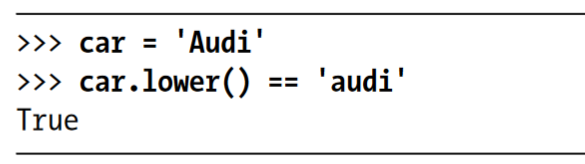 >>> car = 'Audi'
>>> car.lower() == 'audi'
True